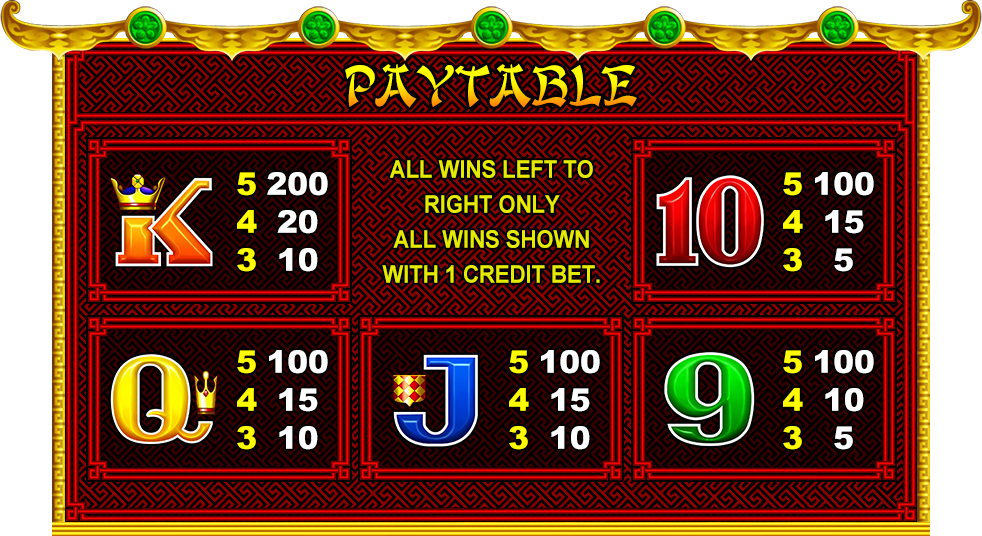 PAYTABLE
K
5 200
4 20
3 10
ALL WINS LEFT TO
RIGHT ONLY
ALL WINS SHOWN
WITH 1 CREDIT BET.
10
5 100
4 15
3 5
Q
5 100
4 15
3 10
J
5 100
4 15
3 10
9
5 100
4 10
3 5